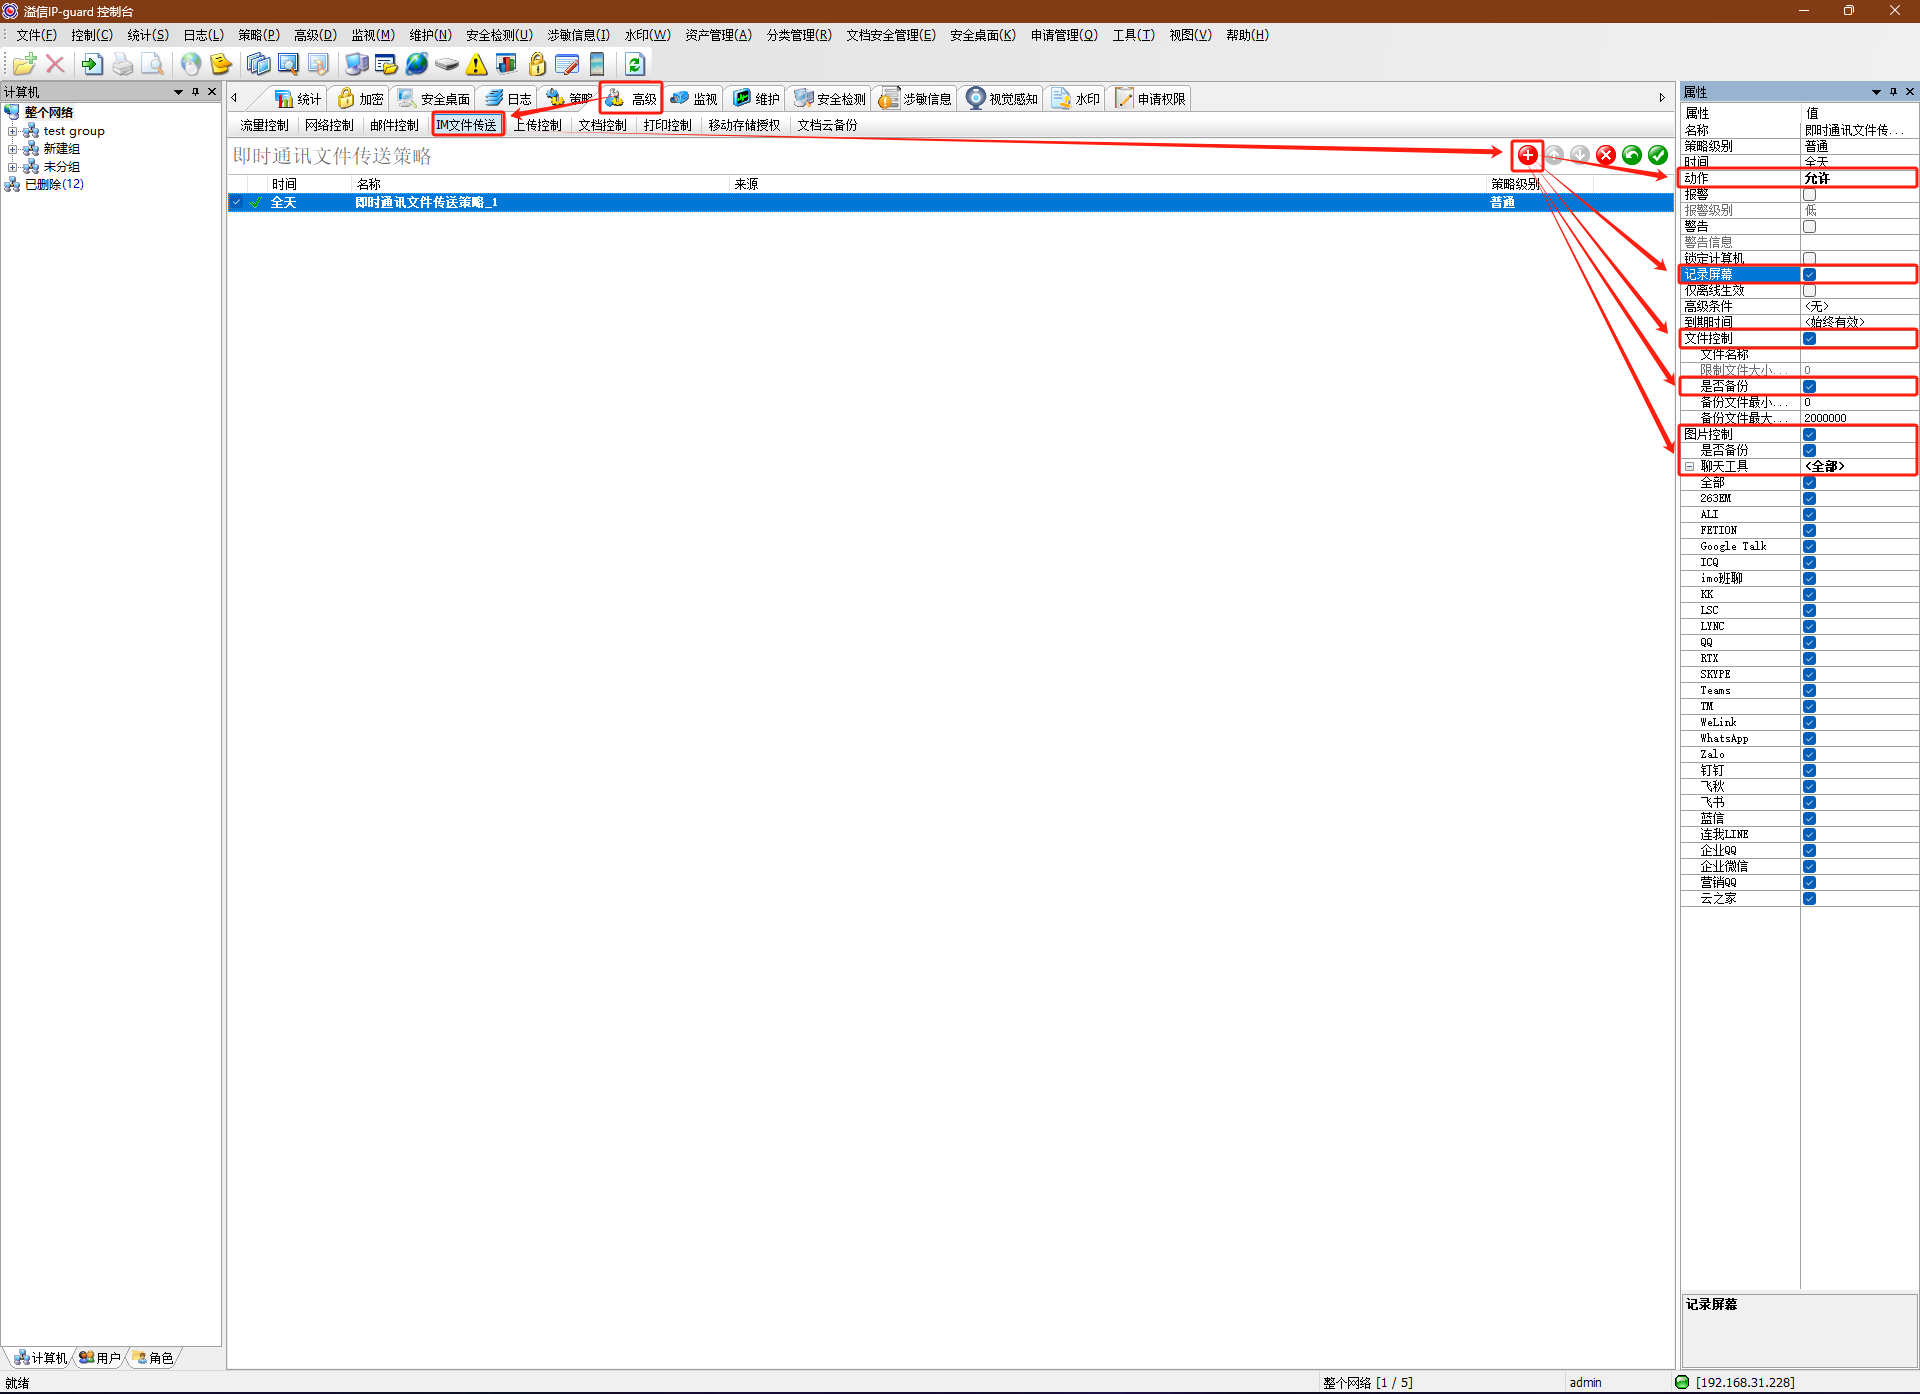 溢信IP-guard 控制台
文件(F) 控制(C) 统计(S) 日志(L) 策略(P) 高级(D) 监视(M) 维护(N) 安全检测(U) 涉敏信息(I) 水印(W) 资产管理(A) 分类管理(R) 文档安全管理(E) 安全桌面(K) 申请管理(Q) 工具(T) 视图(V) 帮助(H)
计算机
整个网络
test group
新建组
未分组
已删除(12)
统计 加密 安全桌面 日志 策略 高级 监视 维护 安全检测 涉敏信息 视觉感知 水印 申请权限
流量控制 网络控制 邮件控制 IM文件传送 上传控制 文档控制 打印控制 移动存储授权 文档云备份
即时通讯文件传送策略
时间 名称 来源 策略级别
全天 即时通讯文件传送策略_1 普通
属性
属性 值
名称 即时通讯文件传...
策略级别 普通
时间 全天
动作 允许
报警
报警级别 低
警告
警告信息
锁定计算机
记录屏幕
仅离线生效
高级条件 <无>
到期时间 <始终有效>
文件控制
文件名称
限制文件大小... 0
是否备份
备份文件最小... 0
备份文件最大... 2000000
图片控制
是否备份
聊天工具 <全部>
全部
263EM
ALI
FETION
Google Talk
ICQ
imo班聊
KK
LSC
LYNC
QQ
RTX
SKYPE
Teams
TM
WeLink
WhatsApp
Zalo
钉钉
飞秋
飞书
蓝信
连我LINE
企业QQ
企业微信
营销QQ
云之家
记录屏幕
计算机 用户 角色
就绪 整个网络 [1 / 5] admin [192.168.31.228]